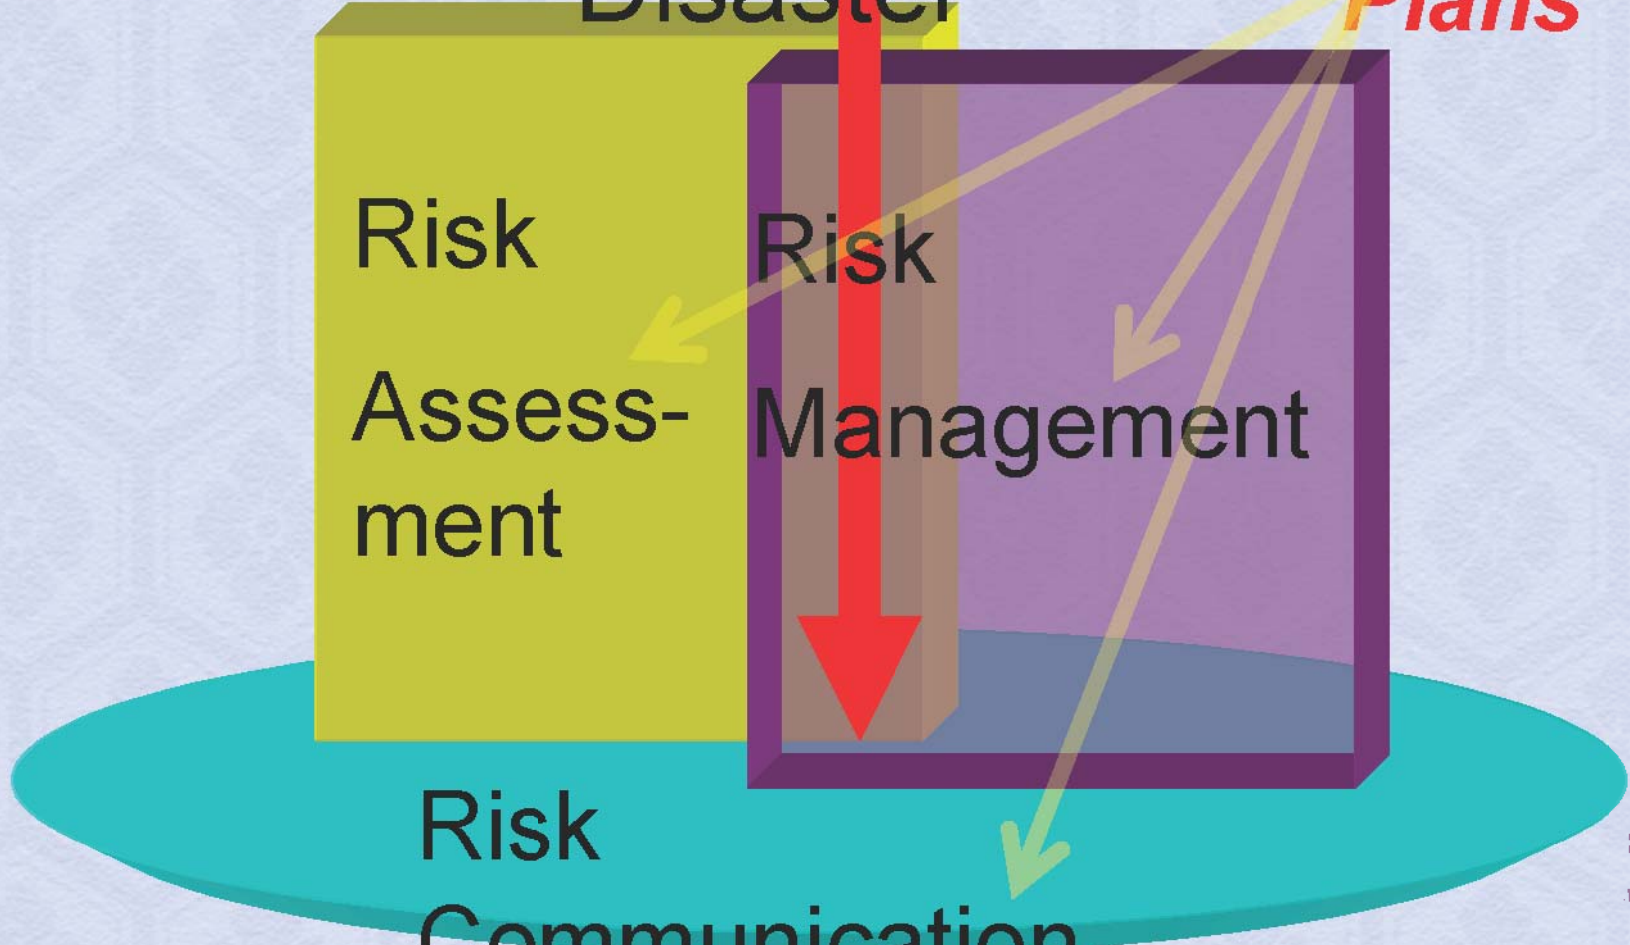 Disaster
Plans
Risk
Assess-
ment
Risk
Management
Risk
Communication